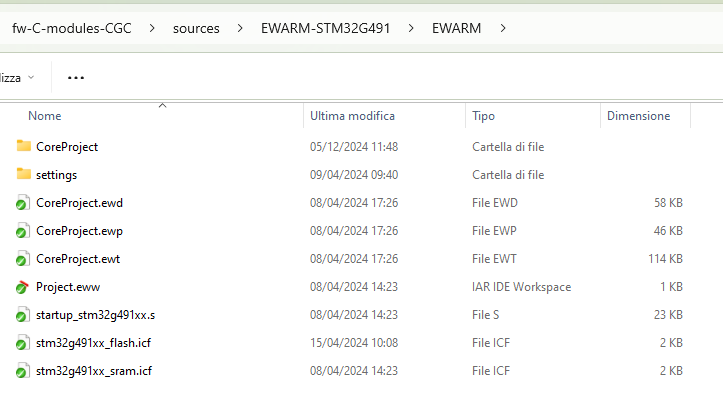 fw-C-modules-CGC > sources > EWARM-STM32G491 > EWARM >
lizza
Nome Ultima modifica Tipo Dimensione
CoreProject 05/12/2024 11:48 Cartella di file
settings 09/04/2024 09:40 Cartella di file
CoreProject.ewd 08/04/2024 17:26 File EWD 58 KB
CoreProject.ewp 08/04/2024 17:26 File EWP 46 KB
CoreProject.ewt 08/04/2024 17:26 File EWT 114 KB
Project.eww 08/04/2024 14:23 IAR IDE Workspace 1 KB
startup_stm32g491xx.s 08/04/2024 14:23 File S 23 KB
stm32g491xx_flash.icf 15/04/2024 10:08 File ICF 2 KB
stm32g491xx_sram.icf 08/04/2024 14:23 File ICF 2 KB